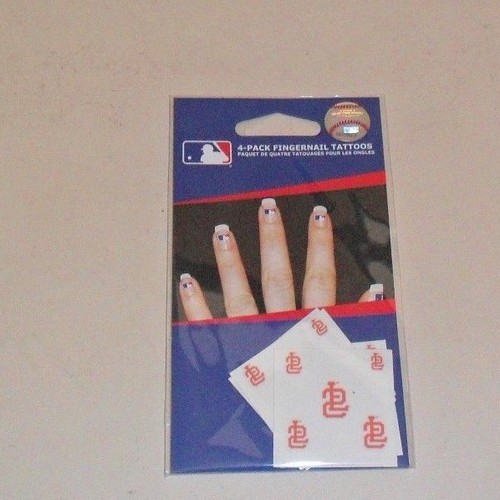 4-PACK FINGERNAIL TATTOOS
PAQUET DE QUATRE TATOUAGES POUR LES ONGLES